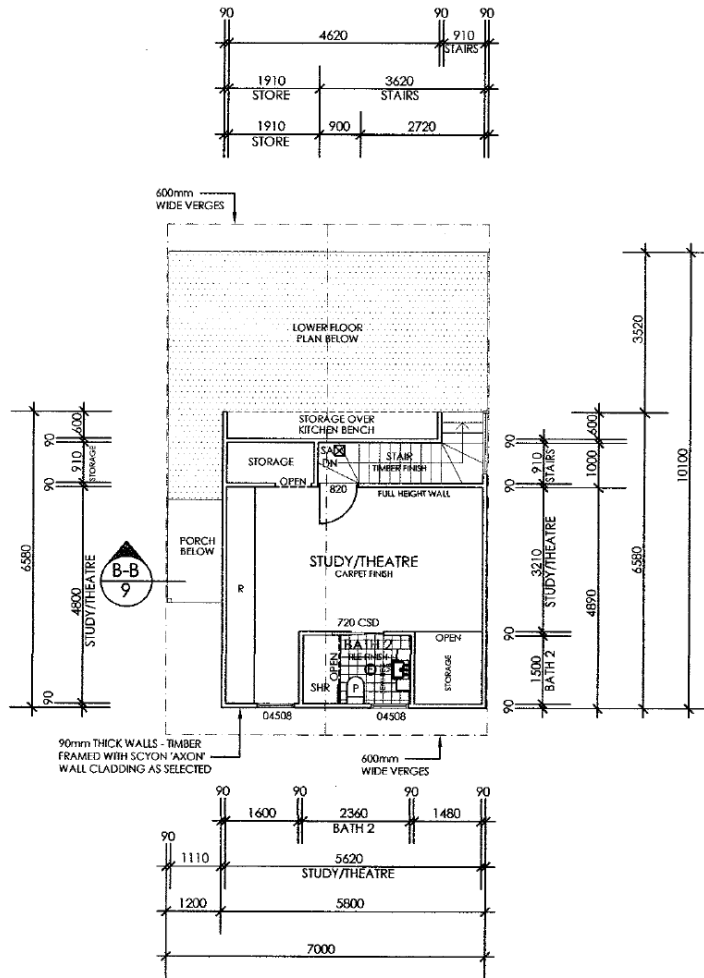 90 90 90
4620 910
STAIRS
1910 3620
STORE STAIRS
1910 900 2720
STORE
600mm
WIDE VERGES
LOWER FLOOR
PLAN BELOW
3520
10100
STORAGE OVER
KITCHEN BENCH
600
90
910
STORAGE
90
6580
4800
STUDY/THEATRE
90
STORAGE
OPEN
SA
DN
STAIR
TIMBER FINISH
820
FULL HEIGHT WALL
90
910
STAIRS
90
600
1000
PORCH
BELOW
B-B
9
R
STUDY/THEATRE
CARPET FINISH
3210
STUDY/THEATRE
4890
6580
720 CSD
BATH 2
TILE FINISH
OPEN
SHR
P
OPEN
STORAGE
90
1500
BATH 2
90
04508 04508
90mm THICK WALLS - TIMBER
FRAMED WITH SCYON 'AXON'
WALL CLADDING AS SELECTED
600mm
WIDE VERGES
90 90 90 90
1600 2360 1480
BATH 2
90
1110 5620
STUDY/THEATRE
1200 5800
7000